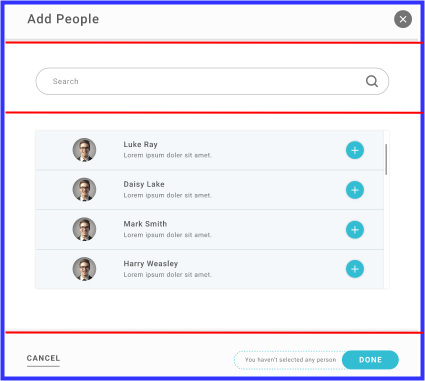 Add People
Search
Luke Ray
Lorem ipsum doler sit amet.
Daisy Lake
Lorem ipsum doler sit amet.
Mark Smith
Lorem ipsum doler sit amet.
Harry Weasley
Lorem ipsum doler sit amet.
CANCEL
You haven't selected any person
DONE